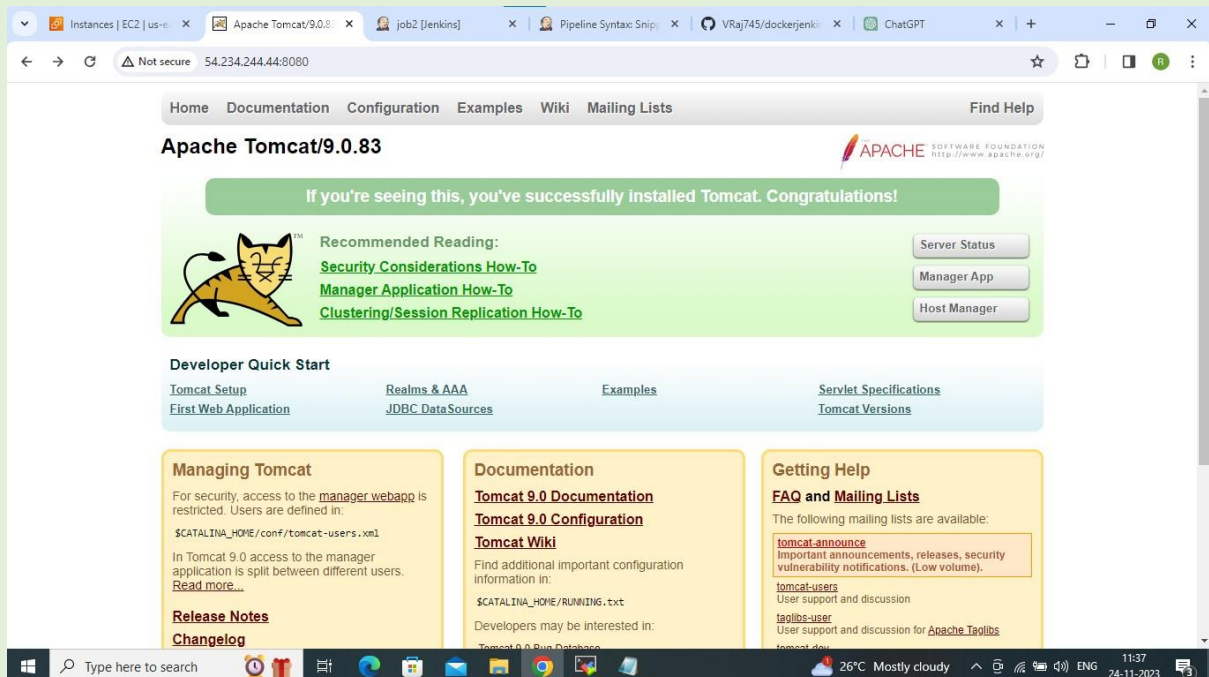 Instances | EC2 | us-e
Apache Tomcat/9.0.8
job2 [Jenkins]
Pipeline Syntax: Snip
VRaj745/dockerjenki
ChatGPT
Not secure 54.234.244.44:8080
R
Home Documentation Configuration Examples Wiki Mailing Lists Find Help
Apache Tomcat/9.0.83
THE
APACHE SOFTWARE FOUNDATION
http://www.apache.org/
If you're seeing this, you've successfully installed Tomcat. Congratulations!
TM
Recommended Reading:
Security Considerations How-To
Manager Application How-To
Clustering/Session Replication How-To
Server Status
Manager App
Host Manager
Developer Quick Start
Tomcat Setup
First Web Application
Realms & AAA
JDBC DataSources
Examples
Servlet Specifications
Tomcat Versions
Managing Tomcat
For security, access to the manager webapp is
restricted. Users are defined in:
$CATALINA_HOME/conf/tomcat-users.xml
In Tomcat 9.0 access to the manager
application is split between different users.
Read more...
Release Notes
Changelog
Documentation
Tomcat 9.0 Documentation
Tomcat 9.0 Configuration
Tomcat Wiki
Find additional important configuration
information in:
$CATALINA_HOME/RUNNING.txt
Developers may be interested in:
Tomcat 9.0 Bug Database
Getting Help
FAQ and Mailing Lists
The following mailing lists are available:
tomcat-announce
Important announcements, releases, security
vulnerability notifications. (Low volume).
tomcat-users
User support and discussion
taglibs-user
User support and discussion for Apache Taglibs
tomcat-dev
Type here to search
26°C Mostly cloudy
ENG
11:37
24-11-2023
3